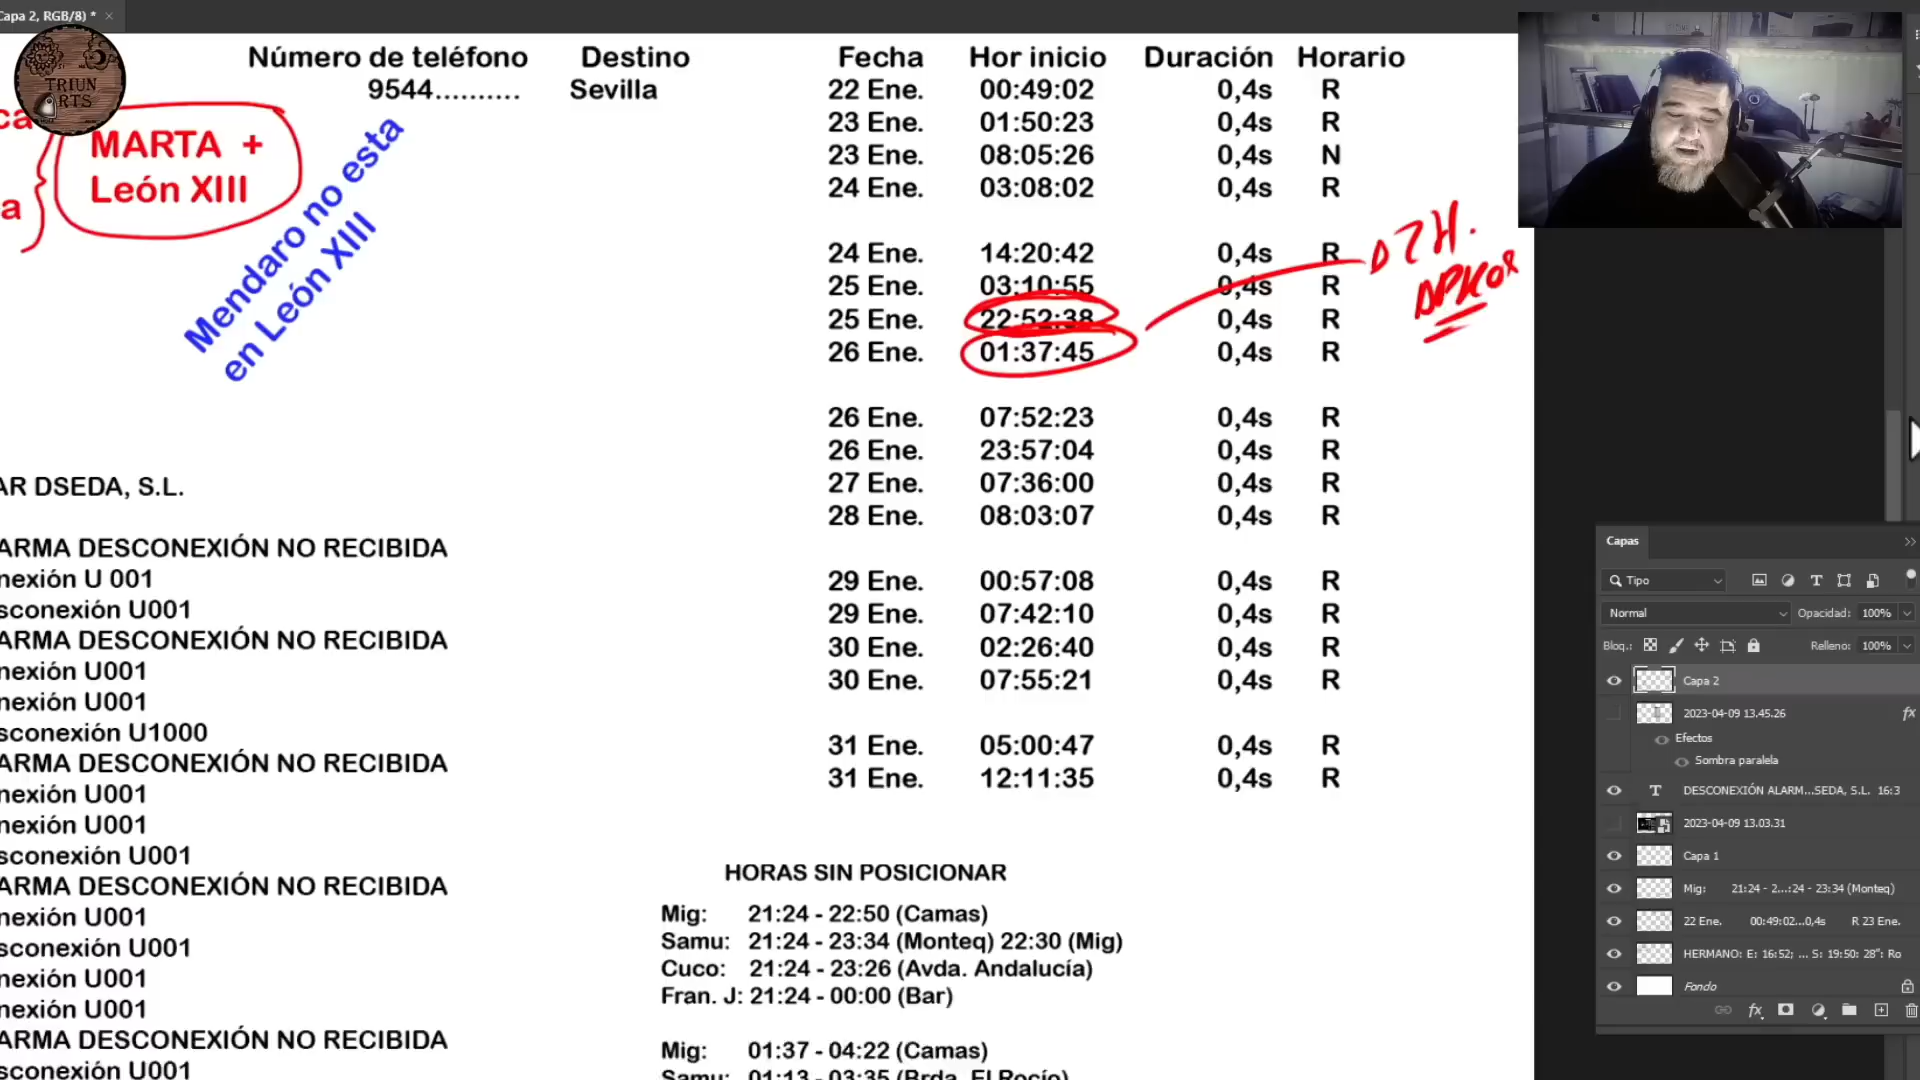 Capa 2, RGB/8) * ×
TRIUN
ARTS
Número de teléfono Destino Fecha Hor inicio Duración Horario
9544.......... Sevilla 22 Ene. 00:49:02 0,4s R
23 Ene. 01:50:23 0,4s R
23 Ene. 08:05:26 0,4s N
24 Ene. 03:08:02 0,4s R
24 Ene. 14:20:42 0,4s R
25 Ene. 03:10:55 0,4s R
25 Ene. 22:52:38 0,4s R
26 Ene. 01:37:45 0,4s R
26 Ene. 07:52:23 0,4s R
26 Ene. 23:57:04 0,4s R
27 Ene. 07:36:00 0,4s R
28 Ene. 08:03:07 0,4s R
29 Ene. 00:57:08 0,4s R
29 Ene. 07:42:10 0,4s R
30 Ene. 02:26:40 0,4s R
30 Ene. 07:55:21 0,4s R
31 Ene. 05:00:47 0,4s R
31 Ene. 12:11:35 0,4s R
ca
a
MARTA +
León XIII
Mendaro no esta
en León XIII
7H.
APROX
AR DSEDA, S.L.
ARMA DESCONEXIÓN NO RECIBIDA
nexión U 001
sconexión U001
ARMA DESCONEXIÓN NO RECIBIDA
nexión U001
nexión U001
sconexión U1000
ARMA DESCONEXIÓN NO RECIBIDA
nexión U001
nexión U001
sconexión U001
ARMA DESCONEXIÓN NO RECIBIDA
nexión U001
sconexión U001
nexión U001
nexión U001
ARMA DESCONEXIÓN NO RECIBIDA
sconexión U001
HORAS SIN POSICIONAR
Mig: 21:24 - 22:50 (Camas)
Samu: 21:24 - 23:34 (Monteq) 22:30 (Mig)
Cuco: 21:24 - 23:26 (Avda. Andalucía)
Fran. J: 21:24 - 00:00 (Bar)
Mig: 01:37 - 04:22 (Camas)
Samu: 01:13 - 03:35 (Brda. El Rocío)
Capas
Tipo
Normal Opacidad: 100%
Bloq.: Relleno: 100%
Capa 2
2023-04-09 13.45.26 fx
Efectos
Sombra paralela
T DESCONEXIÓN ALARM...SEDA, S.L. 16:3
2023-04-09 13.03.31
Capa 1
Mig: 21:24 - 2...:24 - 23:34 (Monteq)
22 Ene. 00:49:02...0,4s R 23 Ene.
HERMANO: E: 16:52; ... S: 19:50: 28": Ro
Fondo
fx